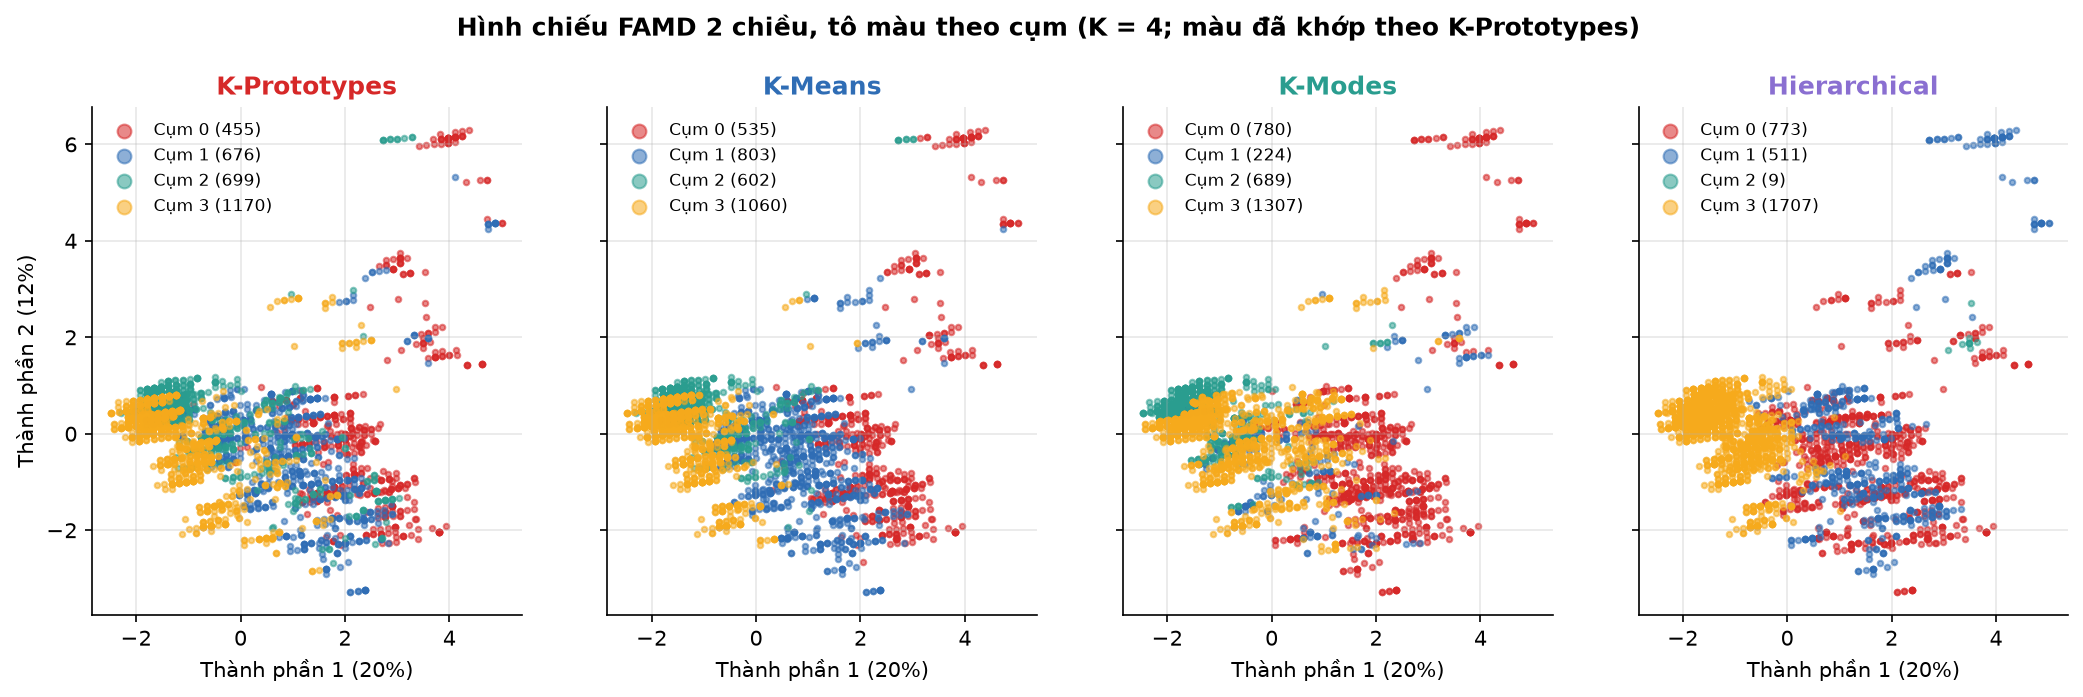 Hình chiếu FAMD 2 chiều, tô màu theo cụm (K = 4; màu đã khớp theo K-Prototypes)
K-Prototypes
Cụm 0 (455)
Cụm 1 (676)
Cụm 2 (699)
Cụm 3 (1170)
K-Means
Cụm 0 (535)
Cụm 1 (803)
Cụm 2 (602)
Cụm 3 (1060)
K-Modes
Cụm 0 (780)
Cụm 1 (224)
Cụm 2 (689)
Cụm 3 (1307)
Hierarchical
Cụm 0 (773)
Cụm 1 (511)
Cụm 2 (9)
Cụm 3 (1707)
Thành phần 2 (12%)
6
4
2
0
−2
−2 0 2 4
−2 0 2 4
−2 0 2 4
−2 0 2 4
Thành phần 1 (20%)
Thành phần 1 (20%)
Thành phần 1 (20%)
Thành phần 1 (20%)